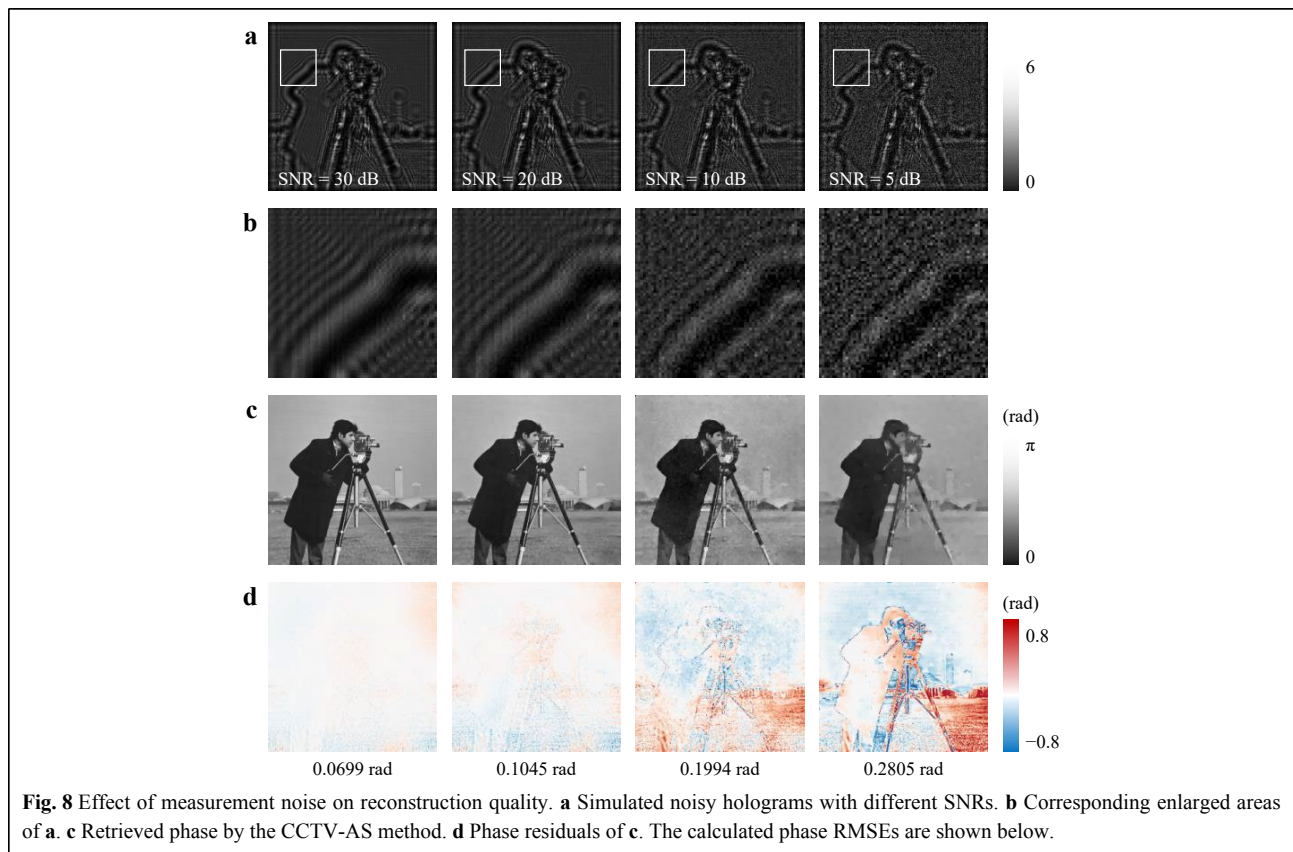 a
6
SNR = 30 dB
SNR = 20 dB
SNR = 10 dB
SNR = 5 dB
0
b
c
(rad)
π
0
d
(rad)
0.8
−0.8
0.0699 rad
0.1045 rad
0.1994 rad
0.2805 rad
Fig. 8 Effect of measurement noise on reconstruction quality. a Simulated noisy holograms with different SNRs. b Corresponding enlarged areas
of a. c Retrieved phase by the CCTV-AS method. d Phase residuals of c. The calculated phase RMSEs are shown below.